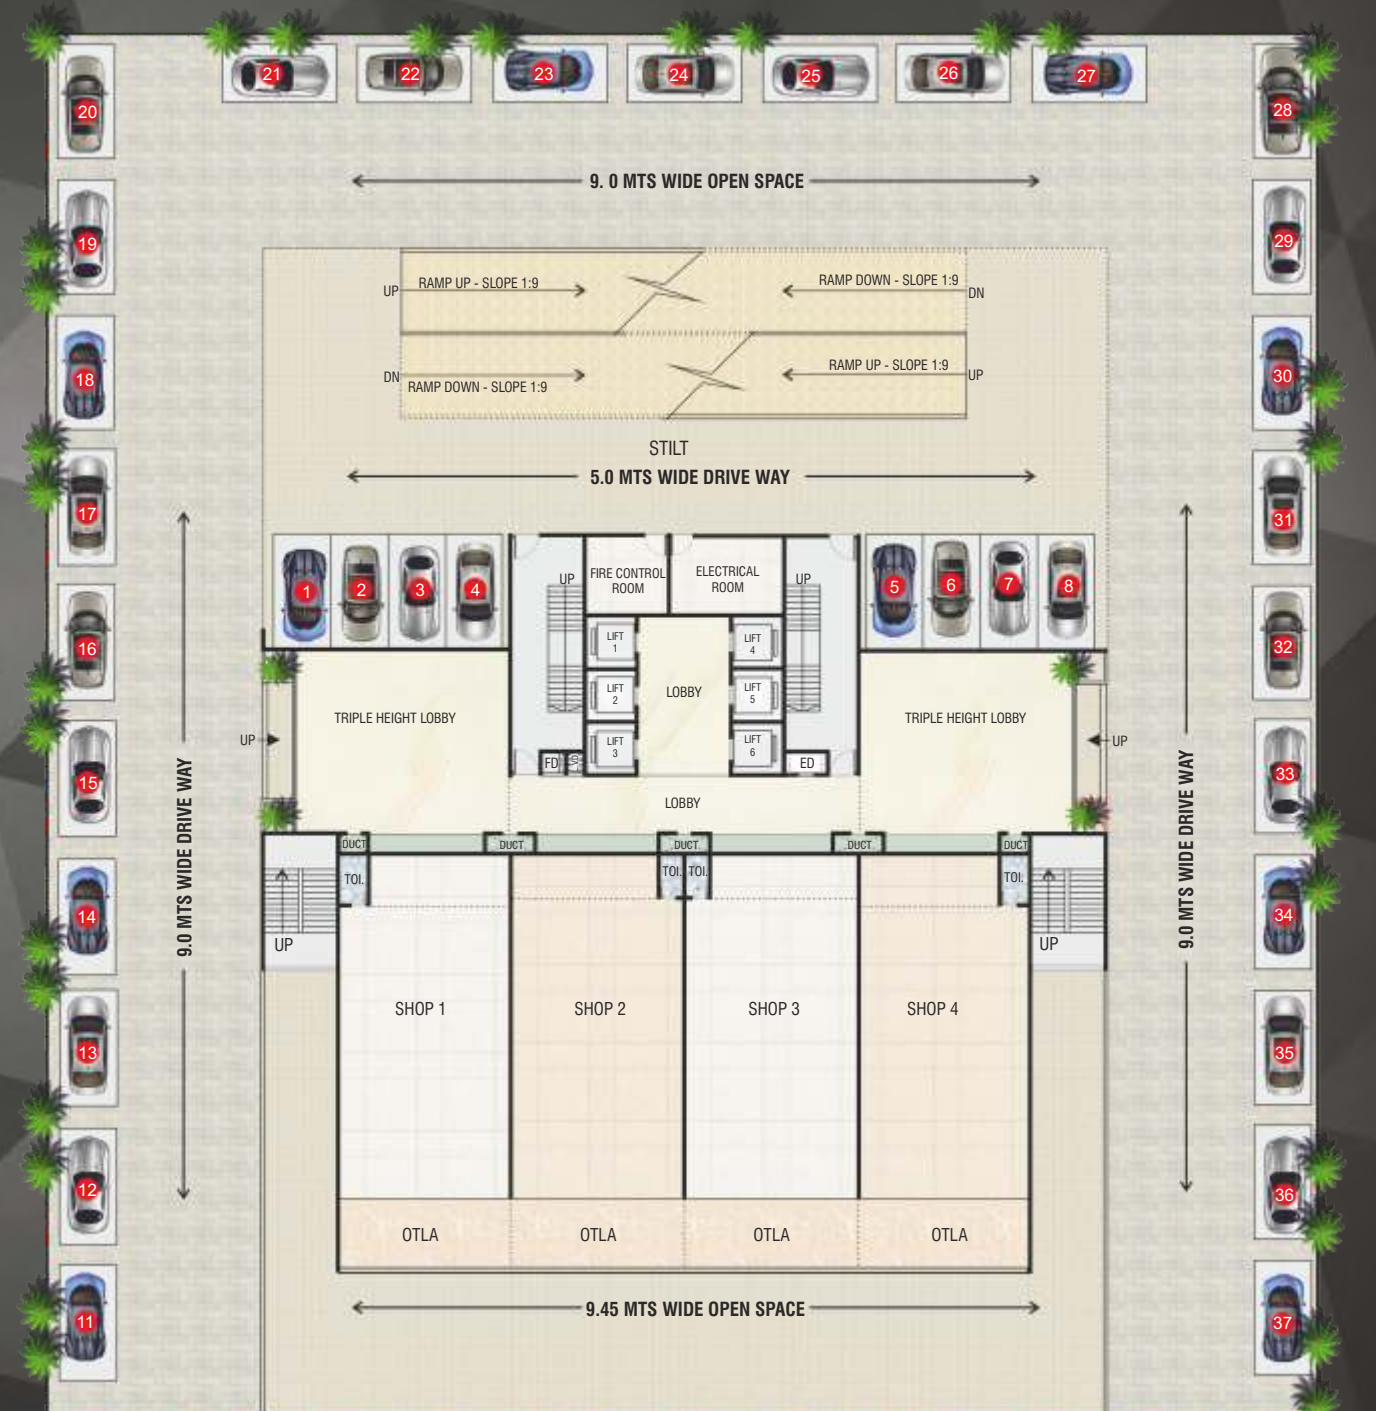 21
22
23
24
25
26
27
20
28
9. 0 MTS WIDE OPEN SPACE
19
29
RAMP UP - SLOPE 1:9
RAMP DOWN - SLOPE 1:9
UP
DN
18
30
RAMP UP - SLOPE 1:9
DN
RAMP DOWN - SLOPE 1:9
UP
STILT
5.0 MTS WIDE DRIVE WAY
17
31
1
2
3
4
UP
FIRE CONTROL
ROOM
ELECTRICAL
ROOM
UP
5
6
7
8
16
32
LIFT
1
LIFT
4
LIFT
2
LOBBY
LIFT
5
TRIPLE HEIGHT LOBBY
TRIPLE HEIGHT LOBBY
LIFT
3
LIFT
6
UP
UP
FD
ED
15
33
LOBBY
9.0 MTS WIDE DRIVE WAY
9.0 MTS WIDE DRIVE WAY
DUCT
DUCT
DUCT
DUCT
DUCT
TOI.
TOI.
TOI.
TOI.
14
34
UP
UP
SHOP 1
SHOP 2
SHOP 3
SHOP 4
13
35
12
36
OTLA
OTLA
OTLA
OTLA
9.45 MTS WIDE OPEN SPACE
11
37